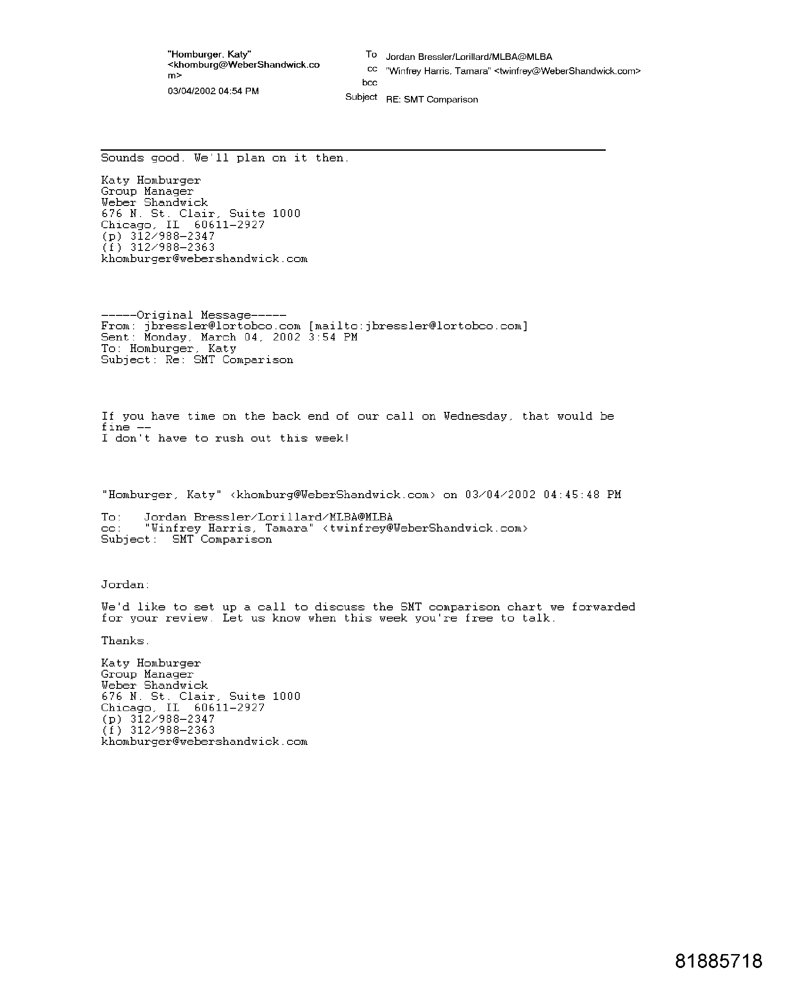 "Homburger, Katy"
<khomburg@WeberShandwick.co
m>
03/04/2002 04:54 PM
To Jordan Bressler/Lorillard/MLBA@MLBA
cc "Winfrey Harris, Tamara" <twinfrey@WeberShandwick.com>
bcc
Subject RE: SMT Comparison
Sounds good. We'll plan on it then.
Katy Homburger
Group Manager
Weber Shandwick
676 N. St. Clair, Suite 1000
Chicago, IL 60611-2927
(p) 312/988-2347
(f) 312/988-2363
khomburger@webershandwick.com
-----Original Message-----
From: jbressler@lortobco.com [mailto:jbressler@lortobco.com]
Sent: Monday, March 04, 2002 3:54 PM
To: Homburger, Katy
Subject: Re: SMT Comparison
If you have time on the back end of our call on Wednesday, that would be
fine --
I don't have to rush out this week!
"Homburger, Katy" <khomburg@WeberShandwick.com> on 03/04/2002 04:45:48 PM
To: Jordan Bressler/Lorillard/MLBA@MLBA
cc: "Winfrey Harris, Tamara" <twinfrey@WeberShandwick.com>
Subject: SMT Comparison
Jordan:
We'd like to set up a call to discuss the SMT comparison chart we forwarded
for your review. Let us know when this week you're free to talk.
Thanks.
Katy Homburger
Group Manager
Weber Shandwick
676 N. St. Clair, Suite 1000
Chicago, IL 60611-2927
(p) 312/988-2347
(f) 312/988-2363
khomburger@webershandwick.com
81885718